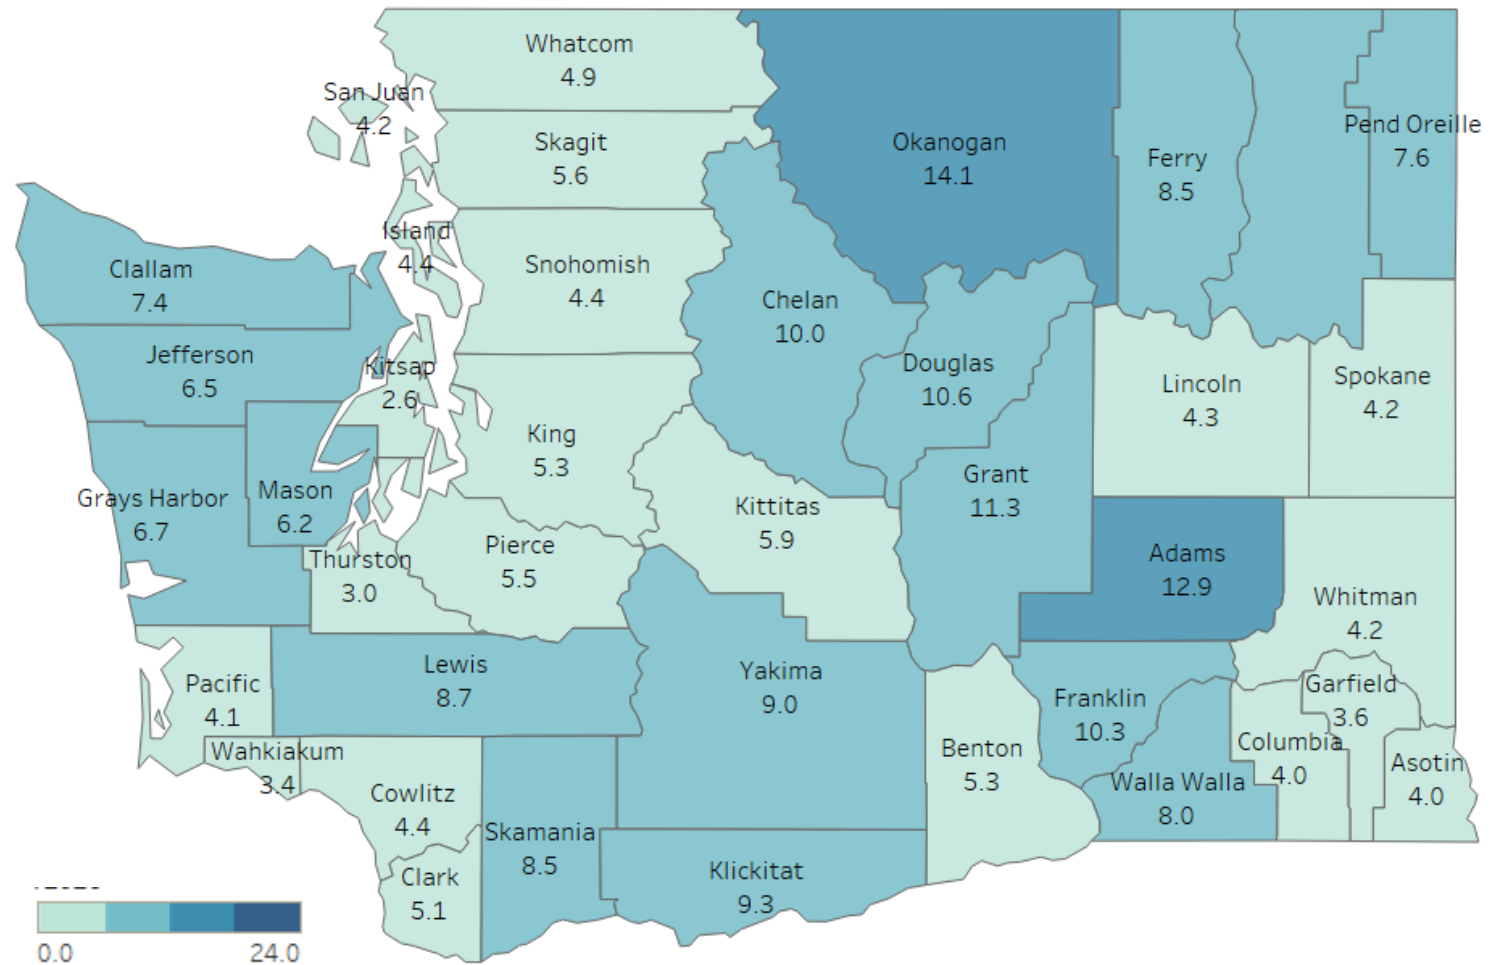 Whatcom
4.9
San Juan
4.2
Skagit
5.6
Okanogan
14.1
Ferry
8.5
Pend Oreille
7.6
Island
4.4
Clallam
7.4
Snohomish
4.4
Chelan
10.0
Jefferson
6.5
Kitsap
2.6
Douglas
10.6
Lincoln
4.3
Spokane
4.2
King
5.3
Grant
11.3
Grays Harbor
6.7
Mason
6.2
Kittitas
5.9
Thurston
3.0
Pierce
5.5
Adams
12.9
Whitman
4.2
Lewis
8.7
Yakima
9.0
Pacific
4.1
Garfield
3.6
Franklin
10.3
Wahkiakum
3.4
Benton
5.3
Columbia
4.0
Asotin
4.0
Walla Walla
8.0
Cowlitz
4.4
Skamania
8.5
Clark
5.1
Klickitat
9.3
0.0
24.0